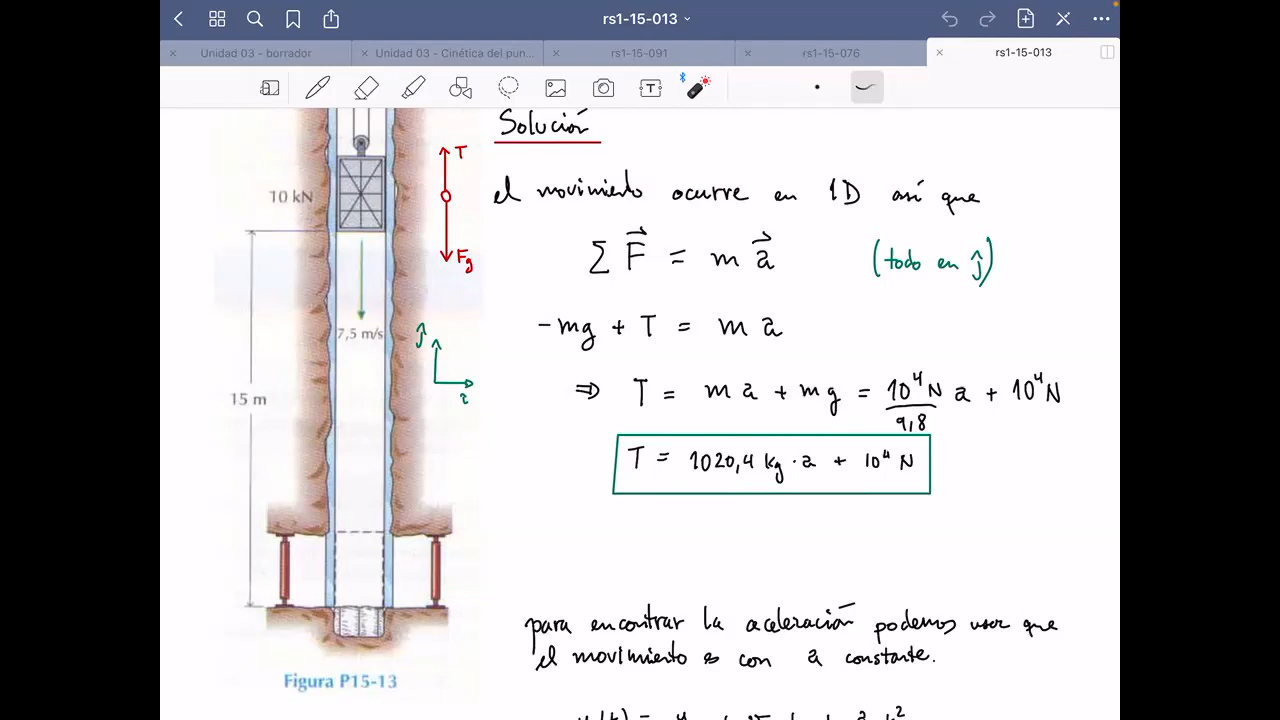 rs1-15-013
Unidad 03 - borrador
Unidad 03 - Cinética del pun...
rs1-15-091
rs1-15-076
rs1-15-013
Solución
T
10 kN
Fg
el movimiento ocurre en 1D así que
∑ F⃗ = m a⃗ (todo en ĵ)
7,5 m/s
ĵ
-mg + T = m a
î
15 m
⇒ T = m a + mg = 10⁴N/9,8 a + 10⁴N
T = 1020,4 kg · a + 10⁴ N
para encontrar la aceleración podemos usar que
el movimiento es con a constante.
Figura P15-13